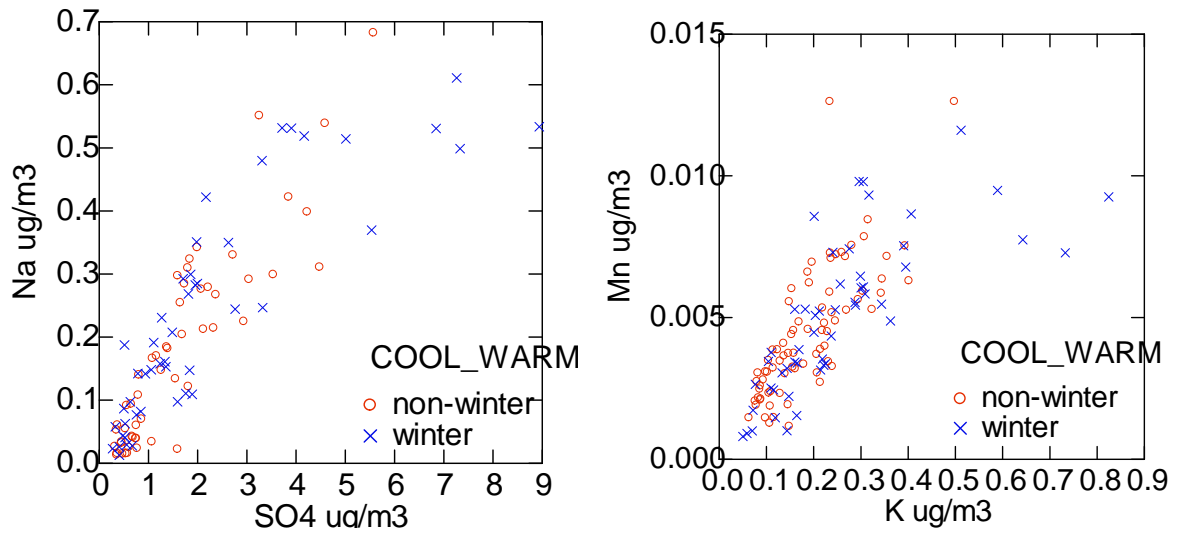 0.7
0.6
0.5
0.4
0.3
0.2
0.1
0.0
Na ug/m3
0 1 2 3 4 5 6 7 8 9
SO4 ug/m3
COOL_WARM
non-winter
winter
0.015
0.010
0.005
0.000
Mn ug/m3
0.0 0.1 0.2 0.3 0.4 0.5 0.6 0.7 0.8 0.9
K ug/m3
COOL_WARM
non-winter
winter